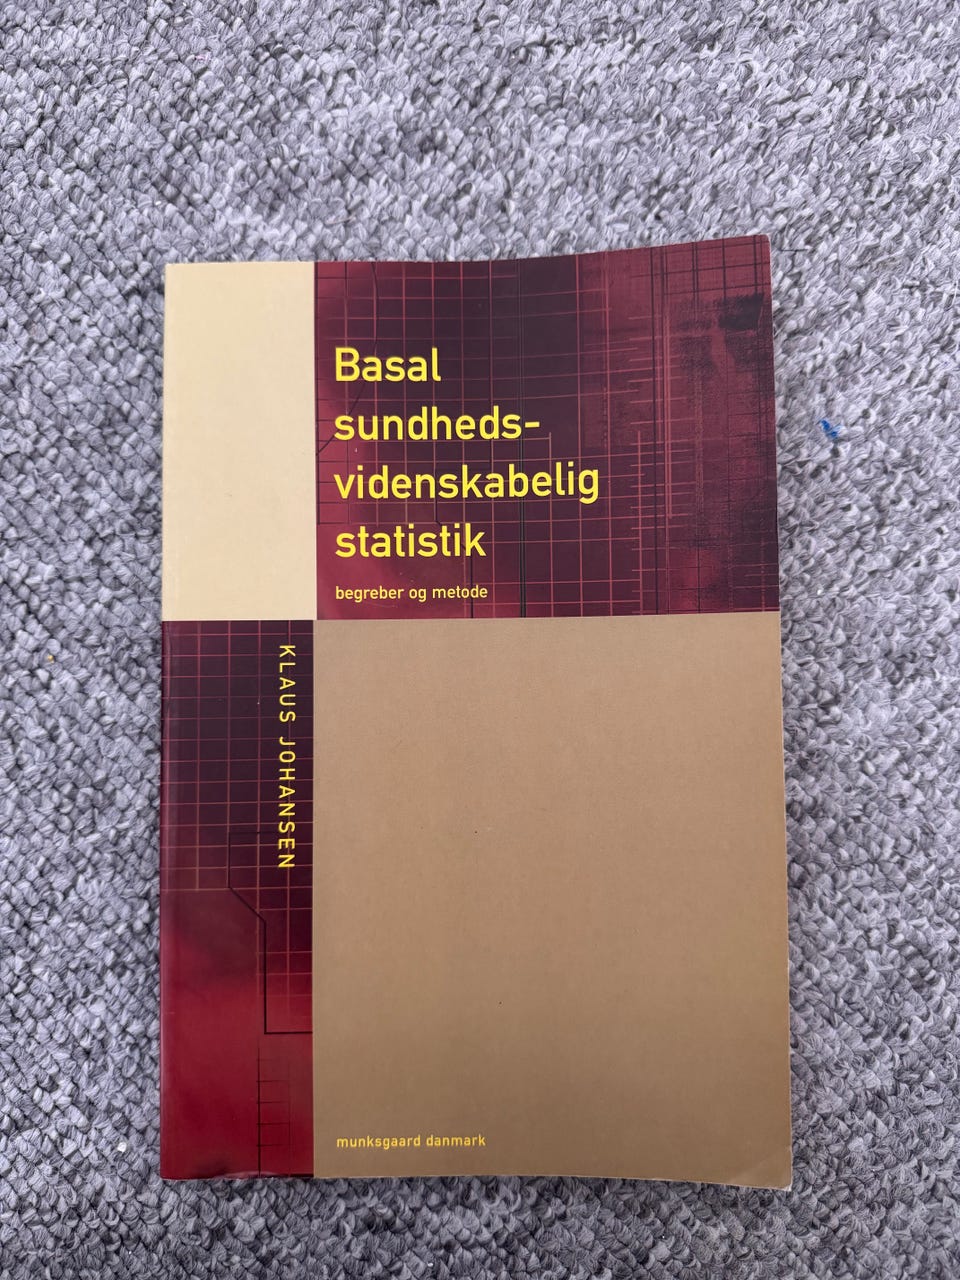 Basal
sundheds-
videnskabelig
statistik
begreber og metode
KLAUS JOHANSEN
munksgaard danmark